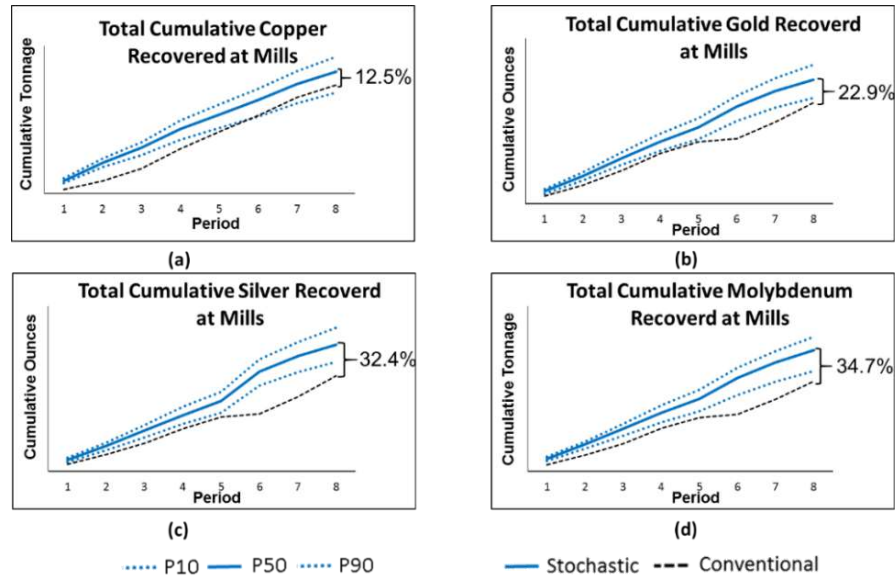 Total Cumulative Copper
Recovered at Mills
Cumulative Tonnage
12.5%
1 2 3 4 5 6 7 8
Period
(a)
Total Cumulative Gold Recoverd
at Mills
Cumulative Ounces
22.9%
1 2 3 4 5 6 7 8
Period
(b)
Total Cumulative Silver Recoverd
at Mills
Cumulative Ounces
32.4%
1 2 3 4 5 6 7 8
Period
(c)
Total Cumulative Molybdenum
Recoverd at Mills
Cumulative Tonnage
34.7%
1 2 3 4 5 6 7 8
Period
(d)
P10 P50 P90 Stochastic Conventional